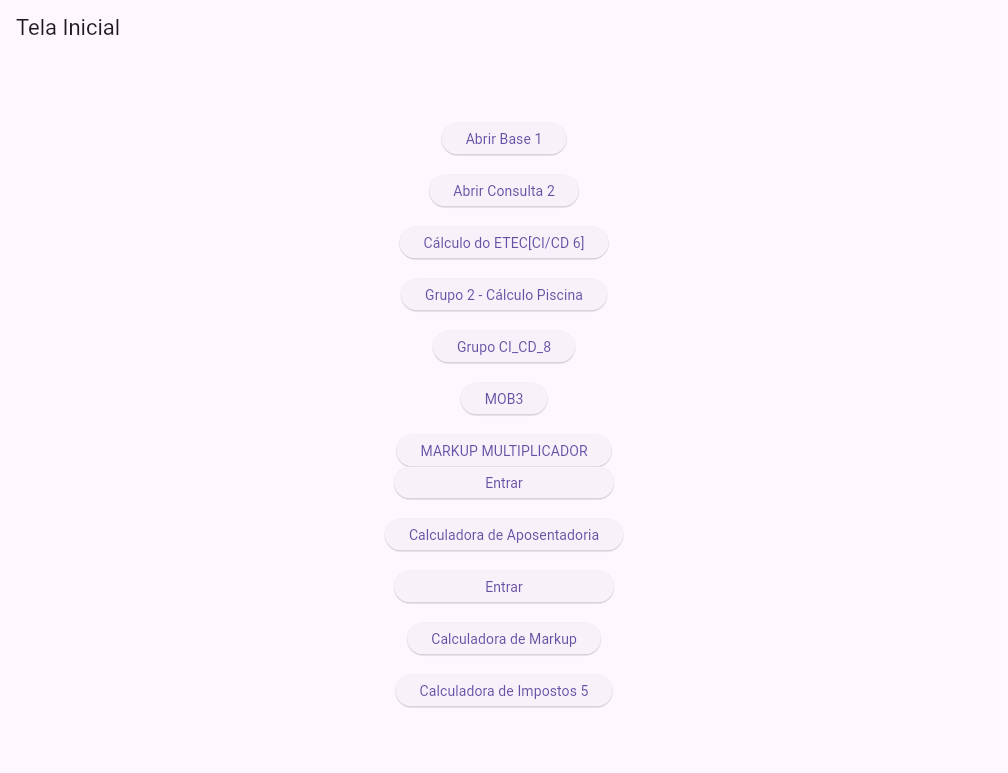 Tela Inicial
Abrir Base 1
Abrir Consulta 2
Cálculo do ETEC[CI/CD 6]
Grupo 2 - Cálculo Piscina
Grupo CI_CD_8
MOB3
MARKUP MULTIPLICADOR
Entrar
Calculadora de Aposentadoria
Entrar
Calculadora de Markup
Calculadora de Impostos 5